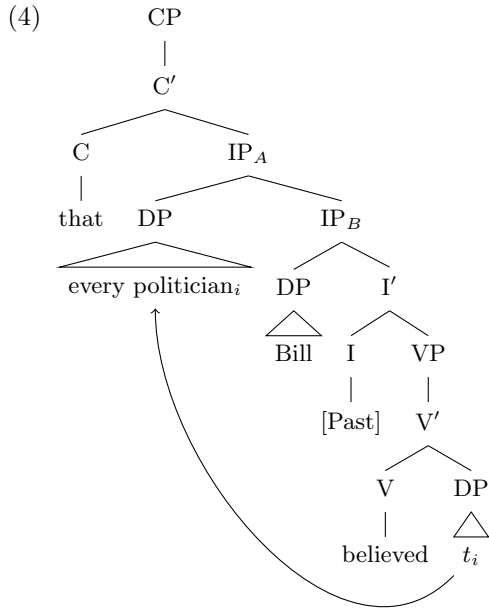 (4) CP
C′
C IP_A
that DP IP_B
every politician_i DP I′
Bill I VP
[Past] V′
V DP
believed t_i